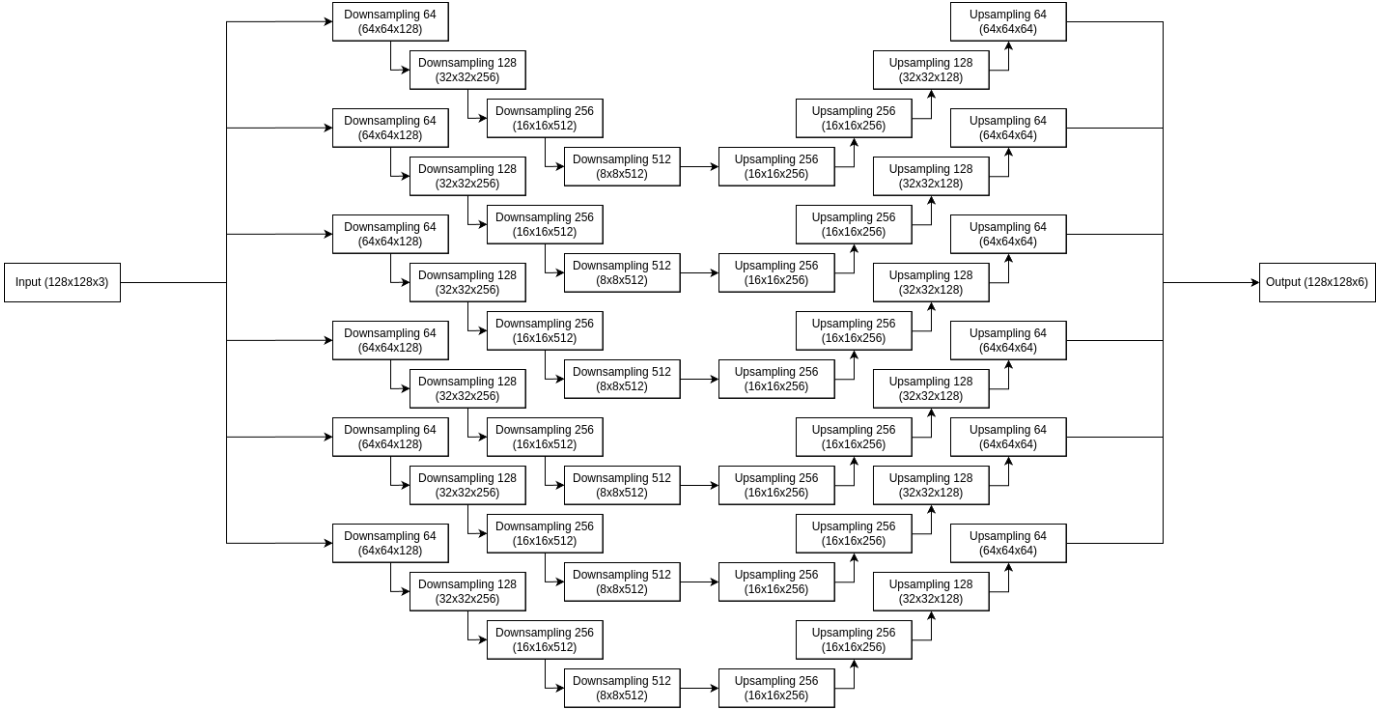 Input (128x128x3)
Downsampling 64
(64x64x128)
Downsampling 128
(32x32x256)
Downsampling 256
(16x16x512)
Downsampling 512
(8x8x512)
Upsampling 256
(16x16x256)
Upsampling 256
(16x16x256)
Upsampling 128
(32x32x128)
Upsampling 64
(64x64x64)
Downsampling 64
(64x64x128)
Downsampling 128
(32x32x256)
Downsampling 256
(16x16x512)
Downsampling 512
(8x8x512)
Upsampling 256
(16x16x256)
Upsampling 256
(16x16x256)
Upsampling 128
(32x32x128)
Upsampling 64
(64x64x64)
Downsampling 64
(64x64x128)
Downsampling 128
(32x32x256)
Downsampling 256
(16x16x512)
Downsampling 512
(8x8x512)
Upsampling 256
(16x16x256)
Upsampling 256
(16x16x256)
Upsampling 128
(32x32x128)
Upsampling 64
(64x64x64)
Downsampling 64
(64x64x128)
Downsampling 128
(32x32x256)
Downsampling 256
(16x16x512)
Downsampling 512
(8x8x512)
Upsampling 256
(16x16x256)
Upsampling 256
(16x16x256)
Upsampling 128
(32x32x128)
Upsampling 64
(64x64x64)
Downsampling 64
(64x64x128)
Downsampling 128
(32x32x256)
Downsampling 256
(16x16x512)
Downsampling 512
(8x8x512)
Upsampling 256
(16x16x256)
Upsampling 256
(16x16x256)
Upsampling 128
(32x32x128)
Upsampling 64
(64x64x64)
Downsampling 64
(64x64x128)
Downsampling 128
(32x32x256)
Downsampling 256
(16x16x512)
Downsampling 512
(8x8x512)
Upsampling 256
(16x16x256)
Upsampling 256
(16x16x256)
Upsampling 128
(32x32x128)
Upsampling 64
(64x64x64)
Output (128x128x6)